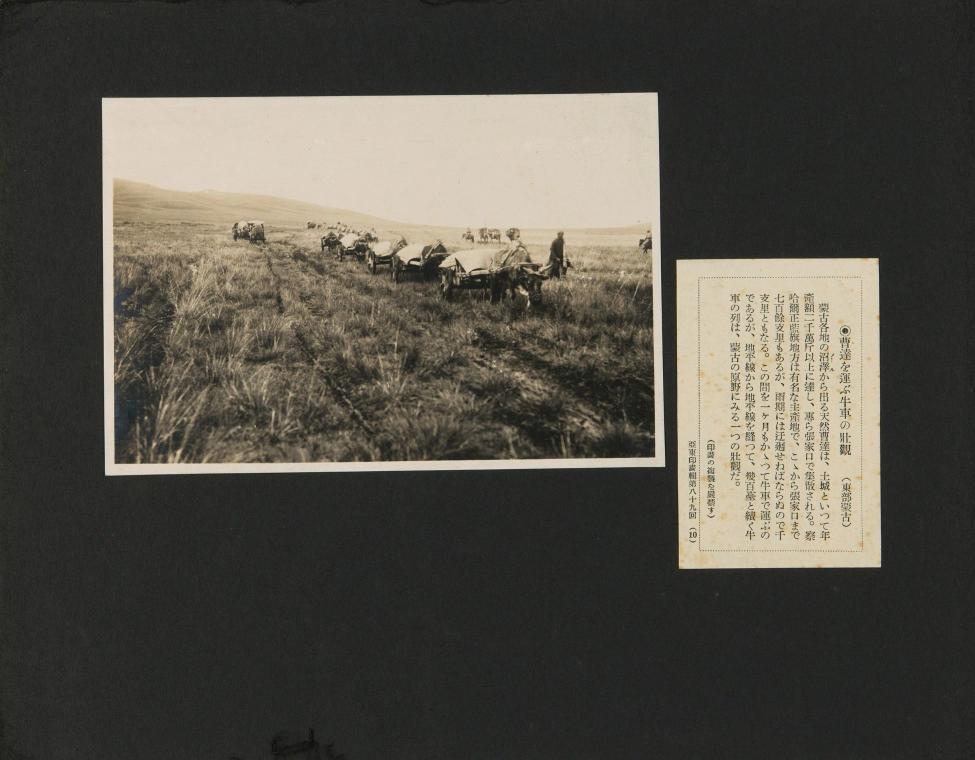 ◉曹達を運ぶ牛車の壯觀　（東部蒙古）
蒙古各地の沼澤から出る天然曹達は、土城といつて年
產額二千萬斤以上に達し、專ら張家口で集散される。察
哈爾正藍旗地方は有名な主產地で、こゝから張家口まで
七百餘支里もあるが、雨期には迂廻せねばならぬので千
支里ともなる。この間を一ヶ月もかゝつて牛車で運ぶの
であるが、地平線から地平線を縫つて、幾百臺と續く牛
車の列は、蒙古の原野にみる一つの壯觀だ。
（印畫の複製を嚴禁す）
亞東印畫輯第八十九回（10）